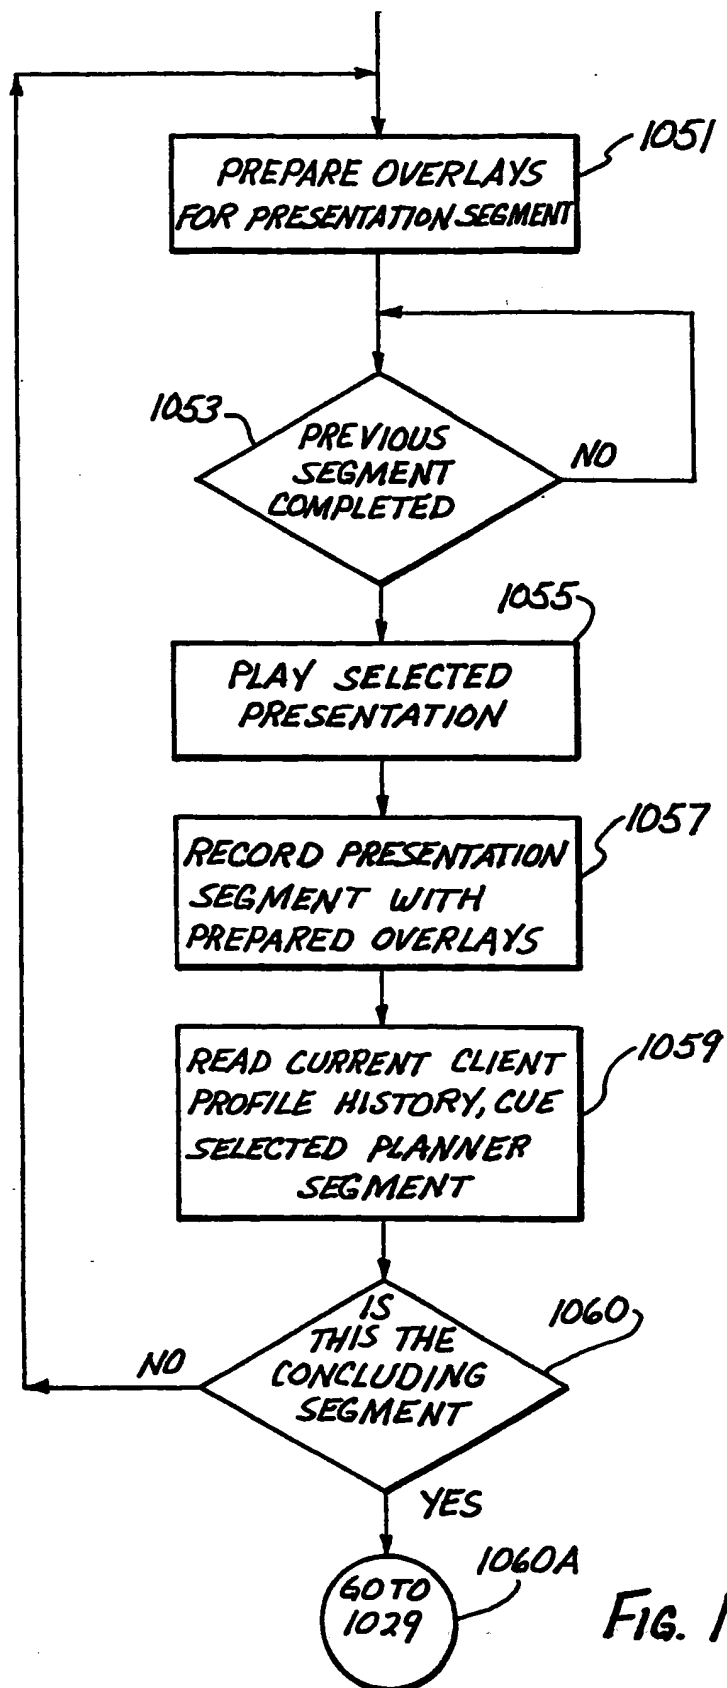 1051
PREPARE OVERLAYS
FOR PRESENTATION SEGMENT
1053
PREVIOUS
SEGMENT
COMPLETED
NO
1055
PLAY SELECTED
PRESENTATION
1057
RECORD PRESENTATION
SEGMENT WITH
PREPARED OVERLAYS
1059
READ CURRENT CLIENT
PROFILE HISTORY, CUE
SELECTED PLANNER
SEGMENT
1060
IS
THIS THE
CONCLUDING
SEGMENT
NO
YES
1060A
GO TO
1029
FIG.